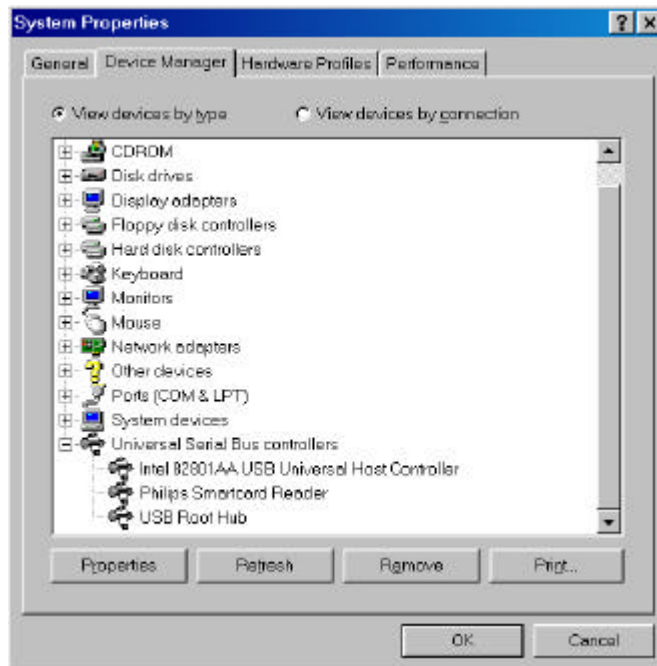 System Properties
General Device Manager Hardware Profiles Performance
View devices by type View devices by connection
CDROM
Disk drives
Display adapters
Floppy disk controllers
Hard disk controllers
Keyboard
Monitors
Mouse
Network adapters
Other devices
Ports (COM & LPT)
System devices
Universal Serial Bus controllers
Intel 82801AA USB Universal Host Controller
Philips Smartcard Reader
USB Root Hub
Properties Refresh Remove Print...
OK Cancel